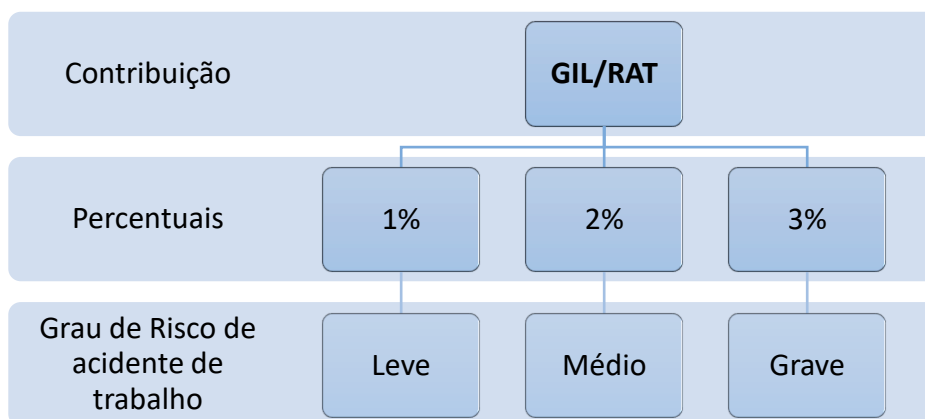 Contribuição
GIL/RAT
Percentuais
1%
2%
3%
Grau de Risco de
acidente de
trabalho
Leve
Médio
Grave